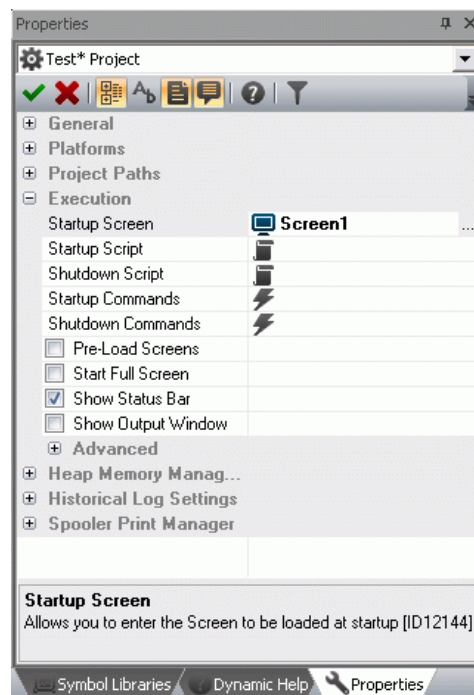 Properties
Test* Project
Ab
General
Platforms
Project Paths
Execution
Startup Screen Screen1 ...
Startup Script
Shutdown Script
Startup Commands
Shutdown Commands
Pre-Load Screens
Start Full Screen
Show Status Bar
Show Output Window
Advanced
Heap Memory Manag...
Historical Log Settings
Spooler Print Manager
Startup Screen
Allows you to enter the Screen to be loaded at startup [ID12144]
Symbol Libraries Dynamic Help Properties